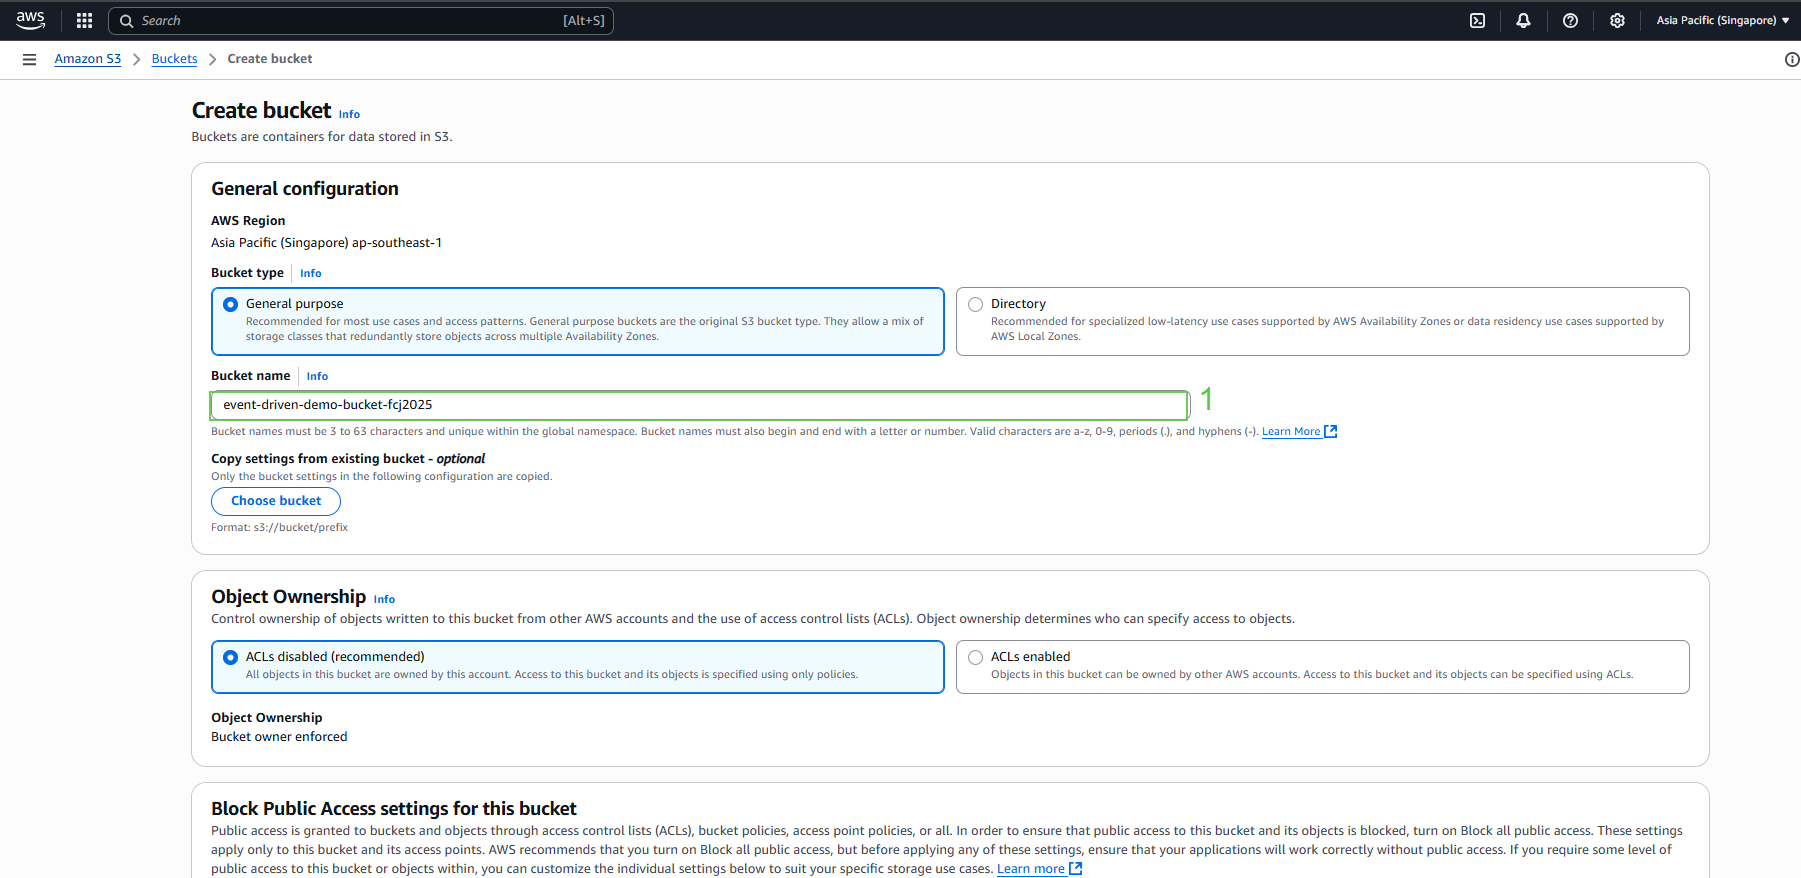 aws
Search
[Alt+S]
Asia Pacific (Singapore)
Amazon S3
Buckets
Create bucket
Create bucket Info
Buckets are containers for data stored in S3.
General configuration
AWS Region
Asia Pacific (Singapore) ap-southeast-1
Bucket type Info
General purpose
Recommended for most use cases and access patterns. General purpose buckets are the original S3 bucket type. They allow a mix of
storage classes that redundantly store objects across multiple Availability Zones.
Directory
Recommended for specialized low-latency use cases supported by AWS Availability Zones or data residency use cases supported by
AWS Local Zones.
Bucket name Info
event-driven-demo-bucket-fcj2025
1
Bucket names must be 3 to 63 characters and unique within the global namespace. Bucket names must also begin and end with a letter or number. Valid characters are a-z, 0-9, periods (.), and hyphens (-). Learn More
Copy settings from existing bucket - optional
Only the bucket settings in the following configuration are copied.
Choose bucket
Format: s3://bucket/prefix
Object Ownership Info
Control ownership of objects written to this bucket from other AWS accounts and the use of access control lists (ACLs). Object ownership determines who can specify access to objects.
ACLs disabled (recommended)
All objects in this bucket are owned by this account. Access to this bucket and its objects is specified using only policies.
ACLs enabled
Objects in this bucket can be owned by other AWS accounts. Access to this bucket and its objects can be specified using ACLs.
Object Ownership
Bucket owner enforced
Block Public Access settings for this bucket
Public access is granted to buckets and objects through access control lists (ACLs), bucket policies, access point policies, or all. In order to ensure that public access to this bucket and its objects is blocked, turn on Block all public access. These settings
apply only to this bucket and its access points. AWS recommends that you turn on Block all public access, but before applying any of these settings, ensure that your applications will work correctly without public access. If you require some level of
public access to this bucket or objects within, you can customize the individual settings below to suit your specific storage use cases. Learn more